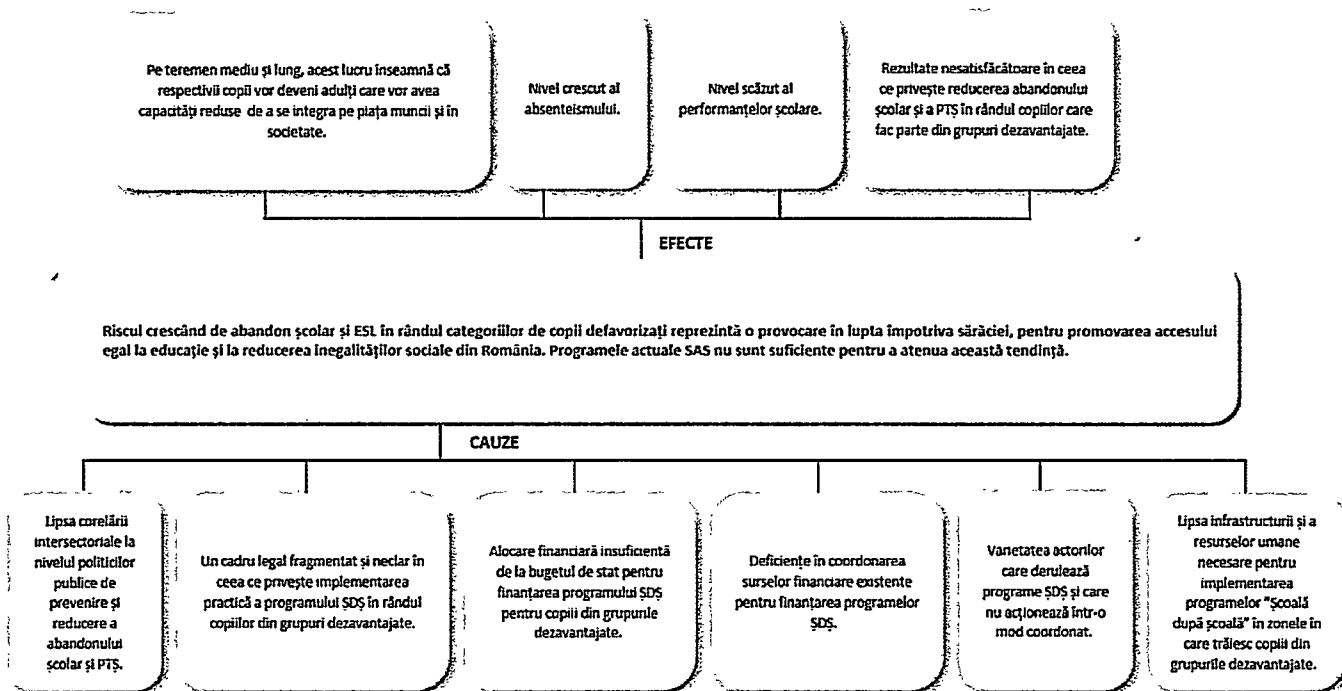 Pe teremen mediu și lung, acest lucru înseamnă că
respectivii copii vor deveni adulți care vor avea
capacități reduse de a se integra pe piața muncii și în
societate.
Nivel crescut al
absenteismului.
Nivel scăzut al
performanțelor școlare.
Rezultate nesatisfăcătoare în ceea
ce privește reducerea abandonului
școlar și a PTȘ în rândul copiilor care
fac parte din grupuri dezavantajate.
EFECTE
Riscul crescând de abandon școlar și ESL în rândul categoriilor de copii defavorizați reprezintă o provocare în lupta împotriva sărăciei, pentru promovarea accesului
egal la educație și la reducerea inegalităților sociale din România. Programele actuale SAS nu sunt suficiente pentru a atenua această tendință.
CAUZE
Lipsa corelării
intersectoriale la
nivelul politicilor
publice de
prevenire și
reducere a
abandonului
școlar și PTȘ.
Un cadru legal fragmentat și neclar în
ceea ce privește implementarea
practică a programului ȘDȘ în rândul
copiilor din grupuri dezavantajate.
Alocare financiară insuficientă
de la bugetul de stat pentru
finanțarea programului ȘDȘ
pentru copiii din grupurile
dezavantajate.
Deficiențe în coordonarea
surselor financiare existente
pentru finanțarea programelor
ȘDȘ.
Varietatea actorilor
care derulează
programe ȘDȘ și care
nu acționează într-o
mod coordonat.
Lipsa infrastructurii și a
resurselor umane
necesare pentru
implementarea
programelor "Școală
după școală" în zonele în
care trăiesc copiii din
grupurile dezavantajate.